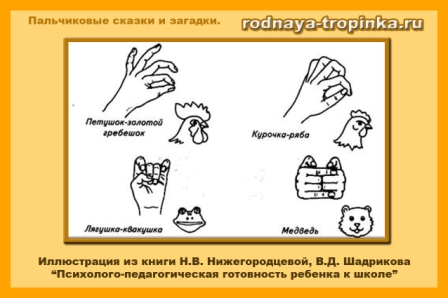 Пальчиковые сказки и загадки.
rodnaya-tropinka.ru
Петушок-золотой
гребешок
Курочка-ряба
Лягушка-квакушка
Медведь
Иллюстрация из книги Н.В. Нижегородцевой, В.Д. Шадрикова
“Психолого-педагогическая готовность ребенка к школе”